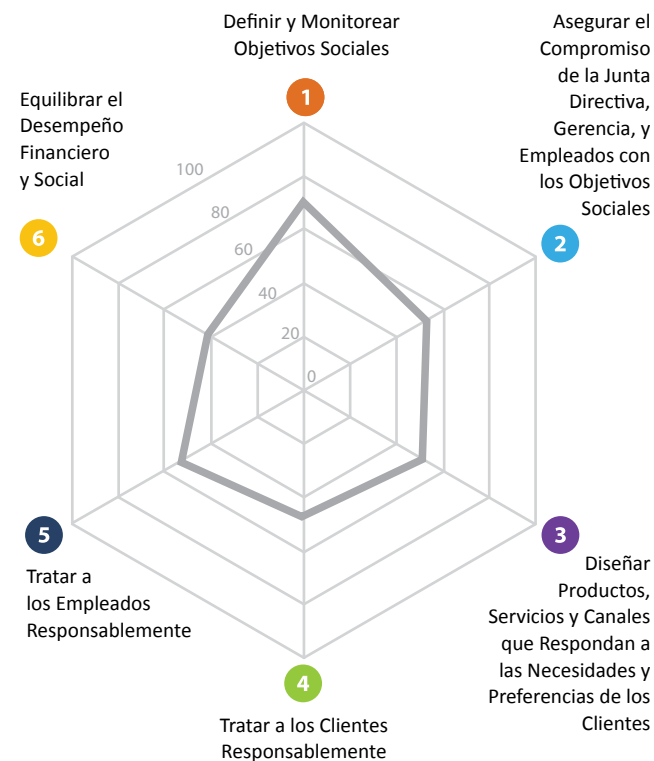 Definir y Monitorear
Objetivos Sociales
1
Asegurar el
Compromiso
de la Junta
Directiva,
Gerencia, y
Empleados con
los Objetivos
Sociales
2
Equilibrar el
Desempeño
Financiero
y Social
6
100
80
60
40
20
0
5
Tratar a
los Empleados
Responsablemente
3
Diseñar
Productos,
Servicios y Canales
que Respondan a
las Necesidades y
Preferencias de los
Clientes
4
Tratar a los Clientes
Responsablemente